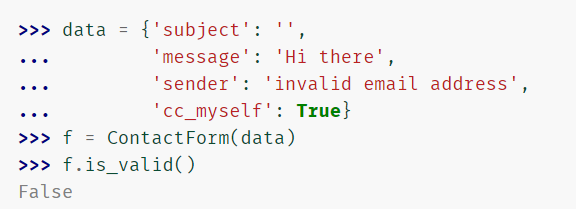 >>> data = {'subject': '',
...         'message': 'Hi there',
...         'sender': 'invalid email address',
...         'cc_myself': True}
>>> f = ContactForm(data)
>>> f.is_valid()
False